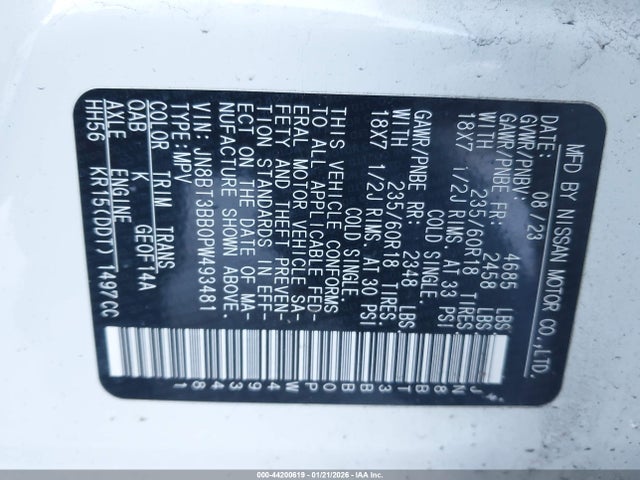 MFD BY NISSAN MOTOR CO.,LTD.
DATE: 08 /23
GVWR/PNBV: 4685 LBS
GAWR/PNBE FR: 2458 LBS
WITH 235/60R18 TIRES
18X7 1/2J RIMS, AT 33 PSI
COLD SINGLE.
GAWR/PNBE RR: 2348 LBS.
WITH 235/60R18 TIRES
18X7 1/2J RIMS, AT 30 PSI
COLD SINGLE.
THIS VEHICLE CONFORMS
TO ALL APPLICABLE FED-
ERAL MOTOR VEHICLE SA-
FETY AND THEFT PREVEN-
TION STANDARDS IN EFF-
ECT ON THE DATE OF MA-
NUFACTURE SHOWN ABOVE.
VIN: JN8BT3BB0PW493481
TYPE: MPV
COLOR TRIM TRANS
QAB K GE0F14A
AXLE ENGINE
HH56 KR15(DDT) 1497CC
JN8BT3BB0PW493481
000-44200619 - 01/21/2026 - IAAI.COM